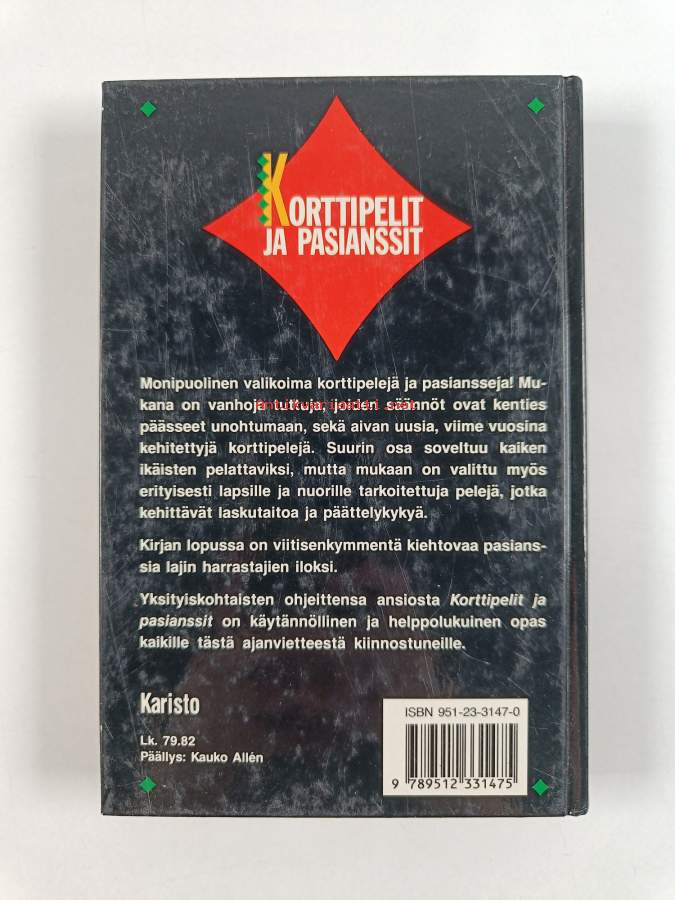 KORTTIPELIT
JA PASIANSSIT
Monipuolinen valikoima korttipelejä ja pasiansseja! Mu-
kana on vanhoja tuttuja, joiden säännöt ovat kenties
päässeet unohtumaan, sekä aivan uusia, viime vuosina
kehitettyjä korttipelejä. Suurin osa soveltuu kaiken
ikäisten pelattaviksi, mutta mukaan on valittu myös
erityisesti lapsille ja nuorille tarkoitettuja pelejä, jotka
kehittävät laskutaitoa ja päättelykykyä.
Kirjan lopussa on viitisenkymmentä kiehtovaa pasians-
sia lajin harrastajien iloksi.
Yksityiskohtaisten ohjeittensa ansiosta Korttipelit ja
pasianssit on käytännöllinen ja helppolukuinen opas
kaikille tästä ajanvietteestä kiinnostuneille.
Karisto
Lk. 79.82
Päällys: Kauko Allén
ISBN 951-23-3147-0
9 789512 331475